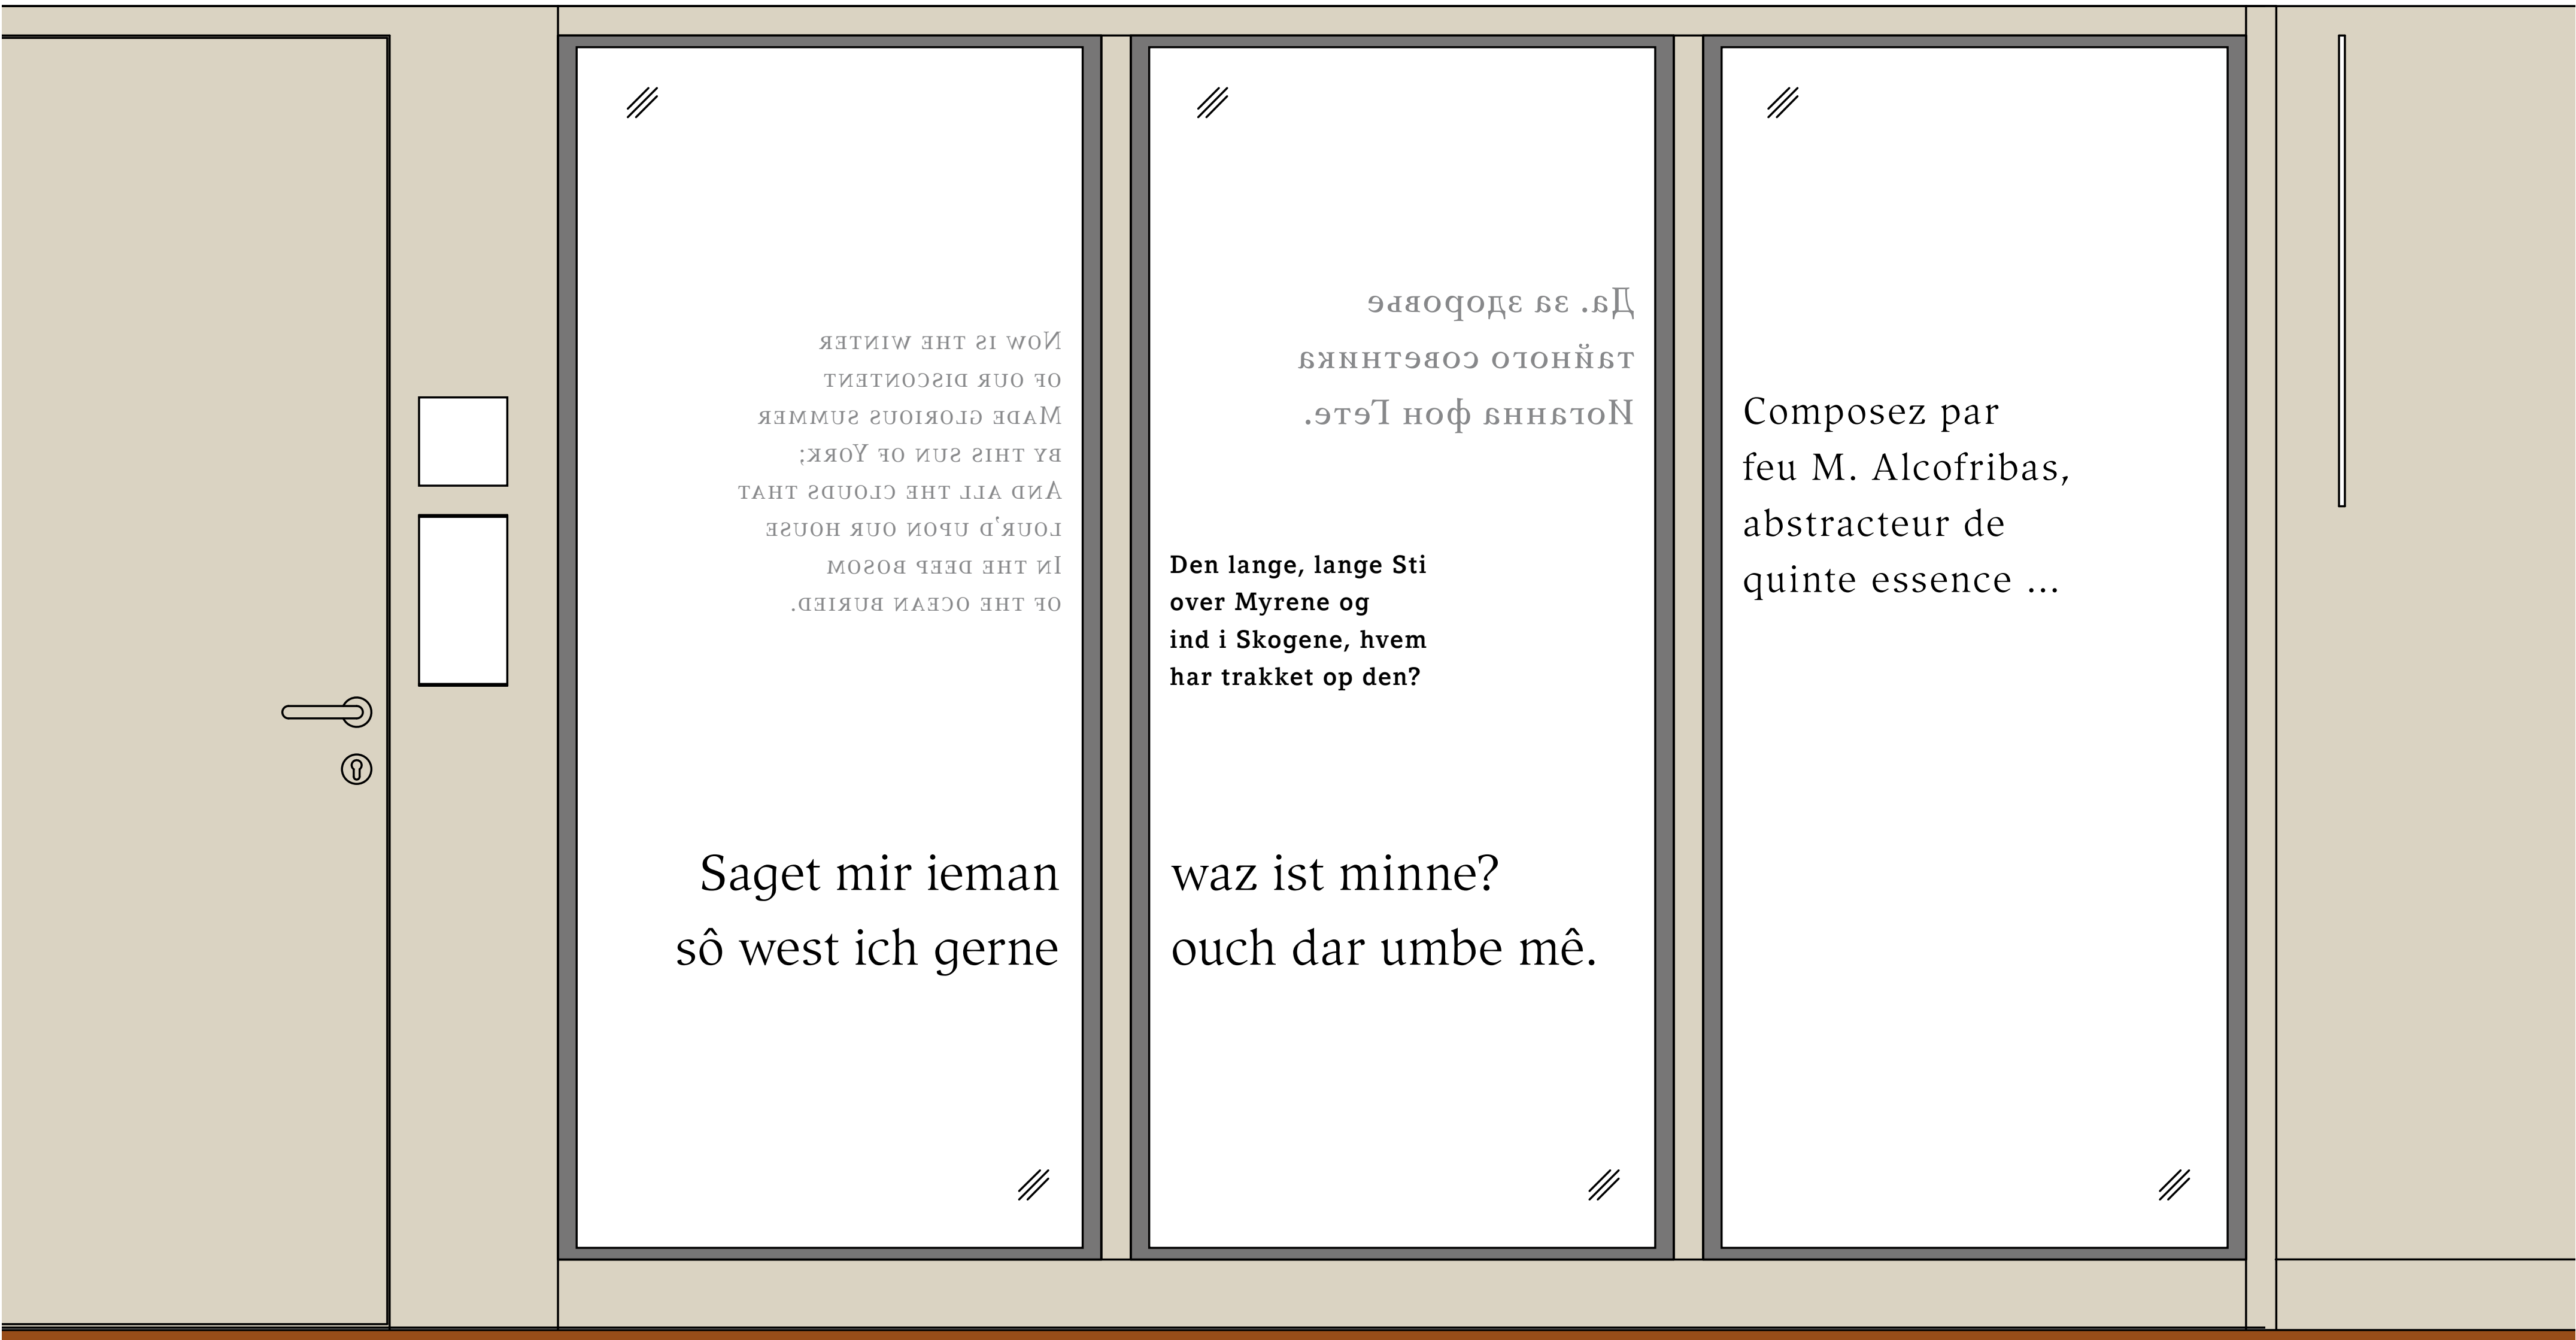 Now is the winter
of our discontent
Made glorious summer
by this sun of York;
And all the clouds that
lour'd upon our house
In the deep bosom
of the ocean buried.
Saget mir ieman
sô west ich gerne
Да. за здоровье
тайного советника
Иоганна фон Гете.
Den lange, lange Sti
over Myrene og
ind i Skogene, hvem
har trakket op den?
waz ist minne?
ouch dar umbe mê.
Composez par
feu M. Alcofribas,
abstracteur de
quinte essence ...